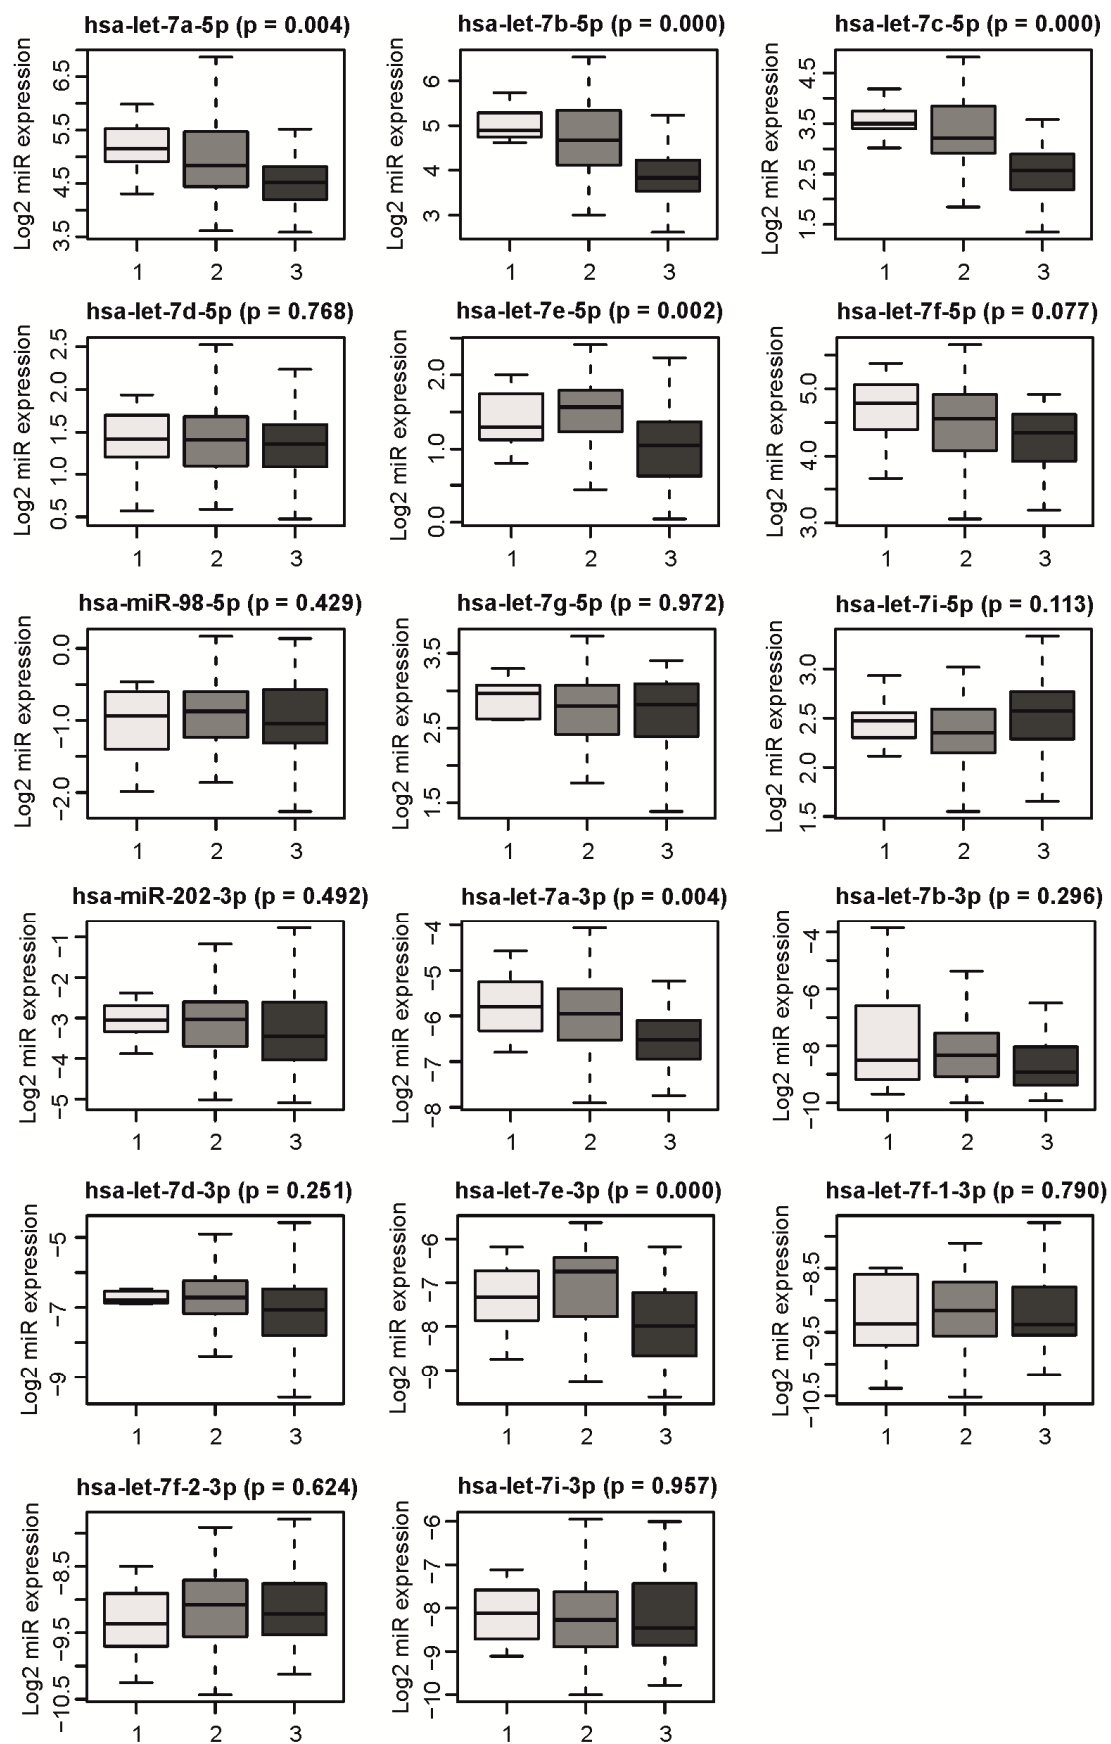 hsa-let-7a-5p (p = 0.004)
Log2 miR expression
6.5
5.5
4.5
3.5
1 2 3
hsa-let-7b-5p (p = 0.000)
Log2 miR expression
6
5
4
3
1 2 3
hsa-let-7c-5p (p = 0.000)
Log2 miR expression
4.5
3.5
2.5
1.5
1 2 3
hsa-let-7d-5p (p = 0.768)
Log2 miR expression
2.5
2.0
1.5
1.0
0.5
1 2 3
hsa-let-7e-5p (p = 0.002)
Log2 miR expression
2.0
1.0
0.0
1 2 3
hsa-let-7f-5p (p = 0.077)
Log2 miR expression
5.0
4.0
3.0
1 2 3
hsa-miR-98-5p (p = 0.429)
Log2 miR expression
0.0
−1.0
−2.0
1 2 3
hsa-let-7g-5p (p = 0.972)
Log2 miR expression
3.5
2.5
1.5
1 2 3
hsa-let-7i-5p (p = 0.113)
Log2 miR expression
3.0
2.5
2.0
1.5
1 2 3
hsa-miR-202-3p (p = 0.492)
Log2 miR expression
−1
−2
−3
−4
−5
1 2 3
hsa-let-7a-3p (p = 0.004)
Log2 miR expression
−4
−5
−6
−7
−8
1 2 3
hsa-let-7b-3p (p = 0.296)
Log2 miR expression
−4
−6
−8
−10
1 2 3
hsa-let-7d-3p (p = 0.251)
Log2 miR expression
−5
−7
−9
1 2 3
hsa-let-7e-3p (p = 0.000)
Log2 miR expression
−6
−7
−8
−9
1 2 3
hsa-let-7f-1-3p (p = 0.790)
Log2 miR expression
−8.5
−9.5
−10.5
1 2 3
hsa-let-7f-2-3p (p = 0.624)
Log2 miR expression
−8.5
−9.5
−10.5
1 2 3
hsa-let-7i-3p (p = 0.957)
Log2 miR expression
−6
−7
−8
−9
−10
1 2 3